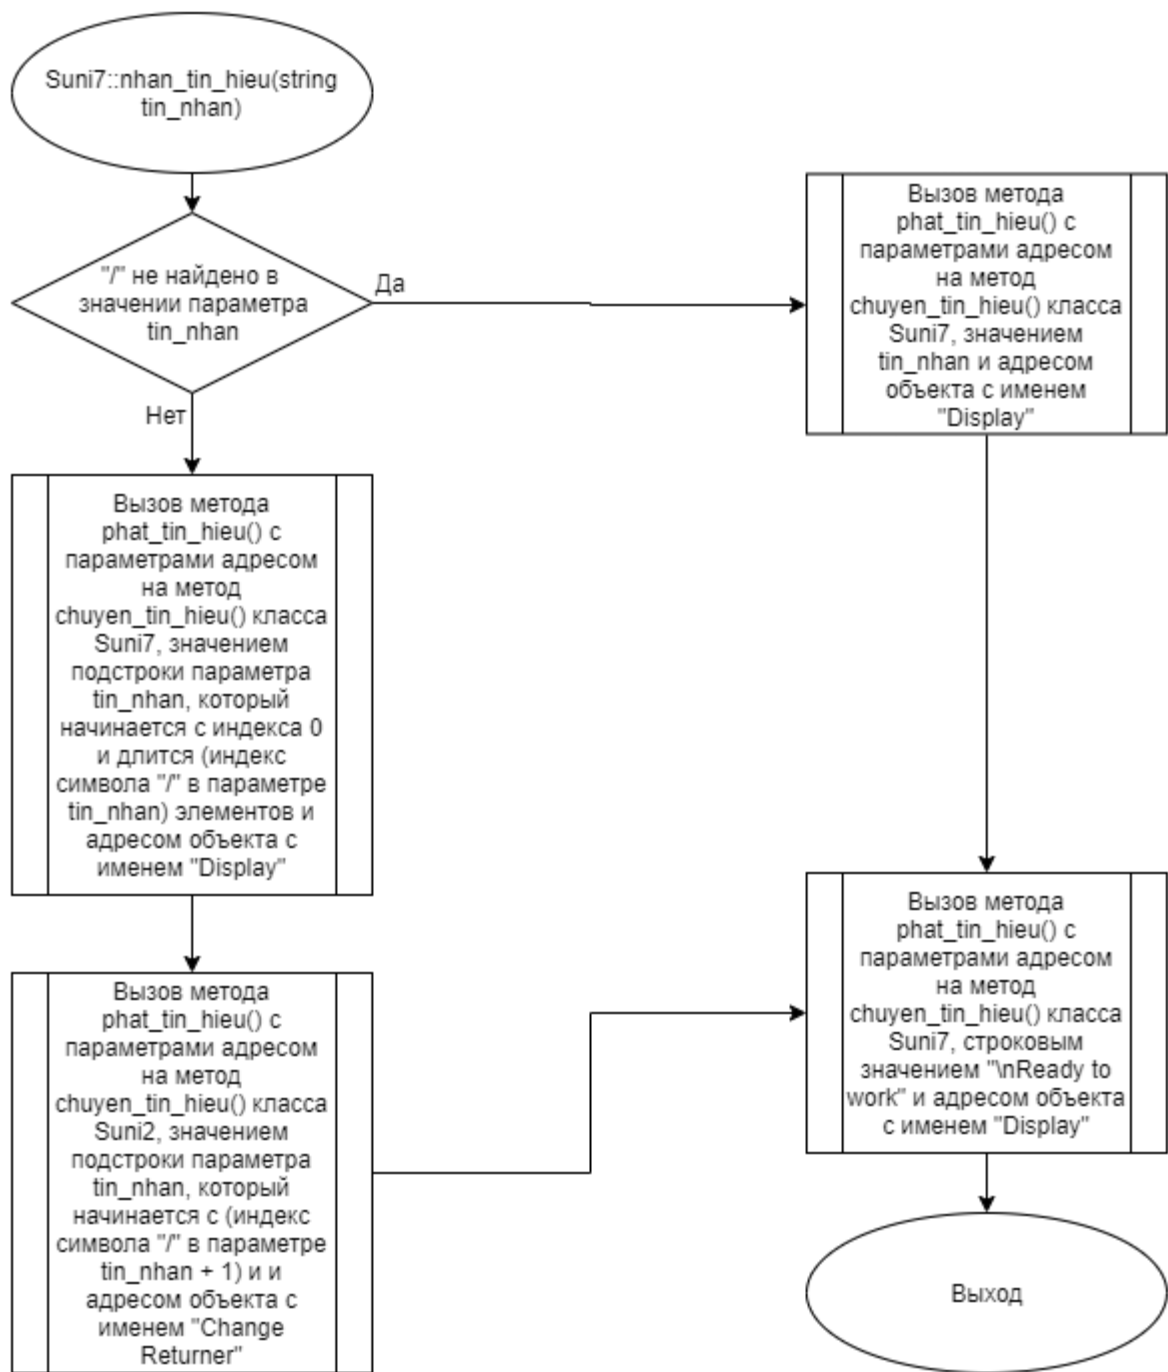 Suni7::nhan_tin_hieu(string
tin_nhan)
"/" не найдено в
значении параметра
tin_nhan
Да
Нет
Вызов метода
phat_tin_hieu() с
параметрами адресом
на метод
chuyen_tin_hieu() класса
Suni7, значением
tin_nhan и адресом
объекта с именем
"Display"
Вызов метода
phat_tin_hieu() с
параметрами адресом
на метод
chuyen_tin_hieu() класса
Suni7, значением
подстроки параметра
tin_nhan, который
начинается с индекса 0
и длится (индекс
символа "/" в параметре
tin_nhan) элементов и
адресом объекта с
именем "Display"
Вызов метода
phat_tin_hieu() с
параметрами адресом
на метод
chuyen_tin_hieu() класса
Suni2, значением
подстроки параметра
tin_nhan, который
начинается с (индекс
символа "/" в параметре
tin_nhan + 1) и и
адресом объекта с
именем "Change
Returner"
Вызов метода
phat_tin_hieu() с
параметрами адресом
на метод
chuyen_tin_hieu() класса
Suni7, строковым
значением "\nReady to
work" и адресом объекта
с именем "Display"
Выход